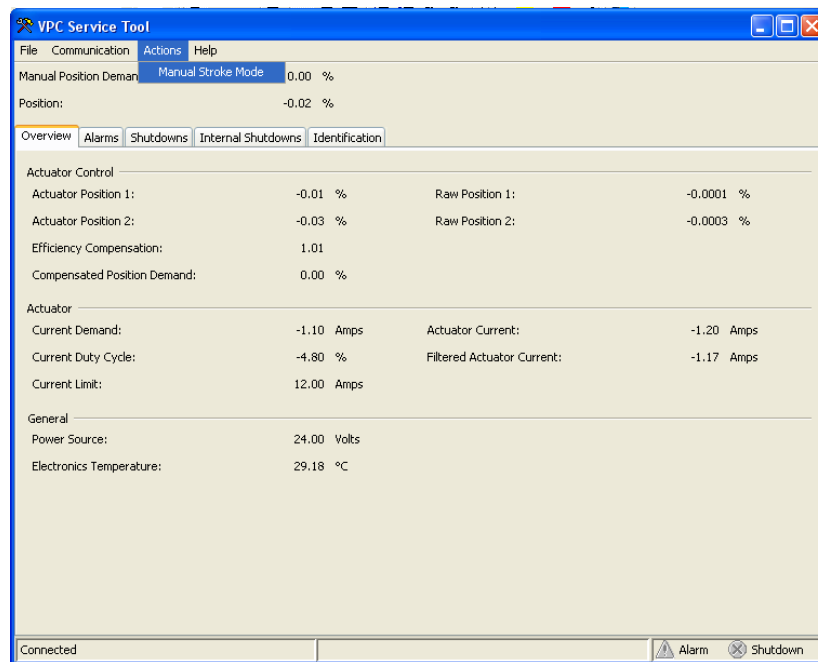 VPC Service Tool
File Communication Actions Help
Manual Position Deman Manual Stroke Mode 0.00 %
Position: -0.02 %
Overview Alarms Shutdowns Internal Shutdowns Identification
Actuator Control
Actuator Position 1: -0.01 % Raw Position 1: -0.0001 %
Actuator Position 2: -0.03 % Raw Position 2: -0.0003 %
Efficiency Compensation: 1.01
Compensated Position Demand: 0.00 %
Actuator
Current Demand: -1.10 Amps Actuator Current: -1.20 Amps
Current Duty Cycle: -4.80 % Filtered Actuator Current: -1.17 Amps
Current Limit: 12.00 Amps
General
Power Source: 24.00 Volts
Electronics Temperature: 29.18 °C
Connected Alarm Shutdown